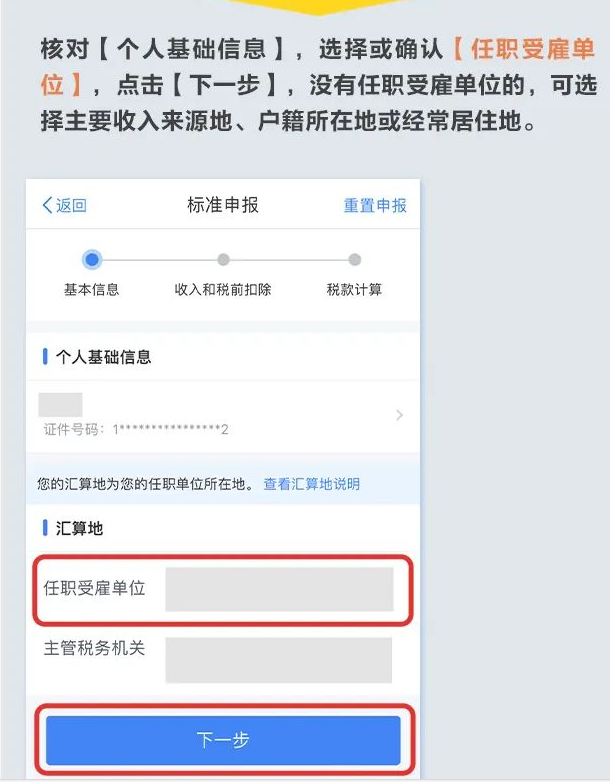 核对【个人基础信息】，选择或确认【任职受雇单
位】，点击【下一步】，没有任职受雇单位的，可选
择主要收入来源地、户籍所在地或经常居住地。
返回 标准申报 重置申报
基本信息 收入和税前扣除 税款计算
个人基础信息
证件号码：1****************2
您的汇算地为您的任职单位所在地。 查看汇算地说明
汇算地
任职受雇单位
主管税务机关
下一步